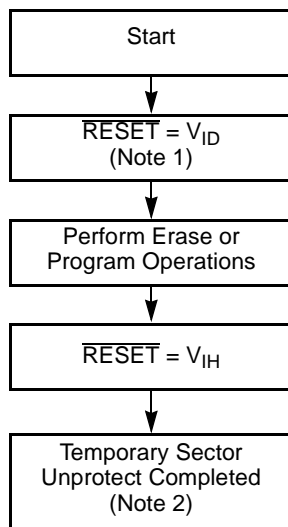 Start
RESET = VID
(Note 1)
Perform Erase or
Program Operations
RESET = VIH
Temporary Sector
Unprotect Completed
(Note 2)